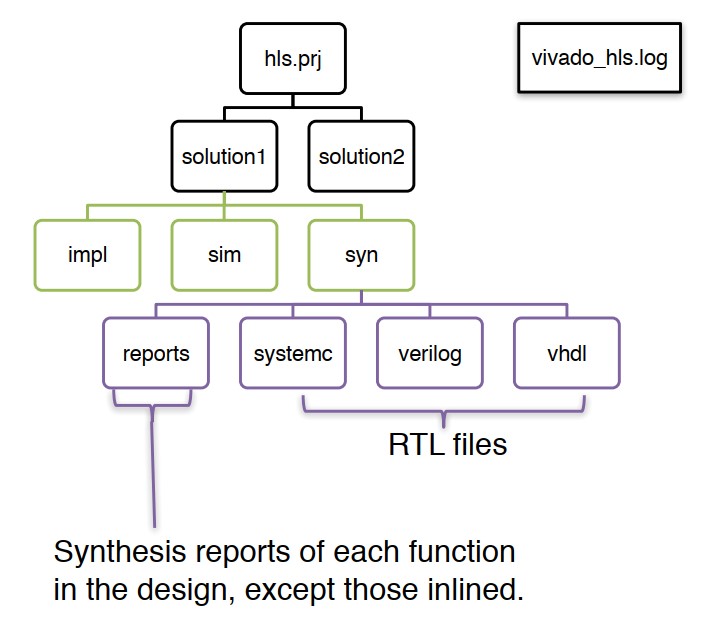 hls.prj
vivado_hls.log
solution1
solution2
impl
sim
syn
reports
systemc
verilog
vhdl
RTL files
Synthesis reports of each function
in the design, except those inlined.